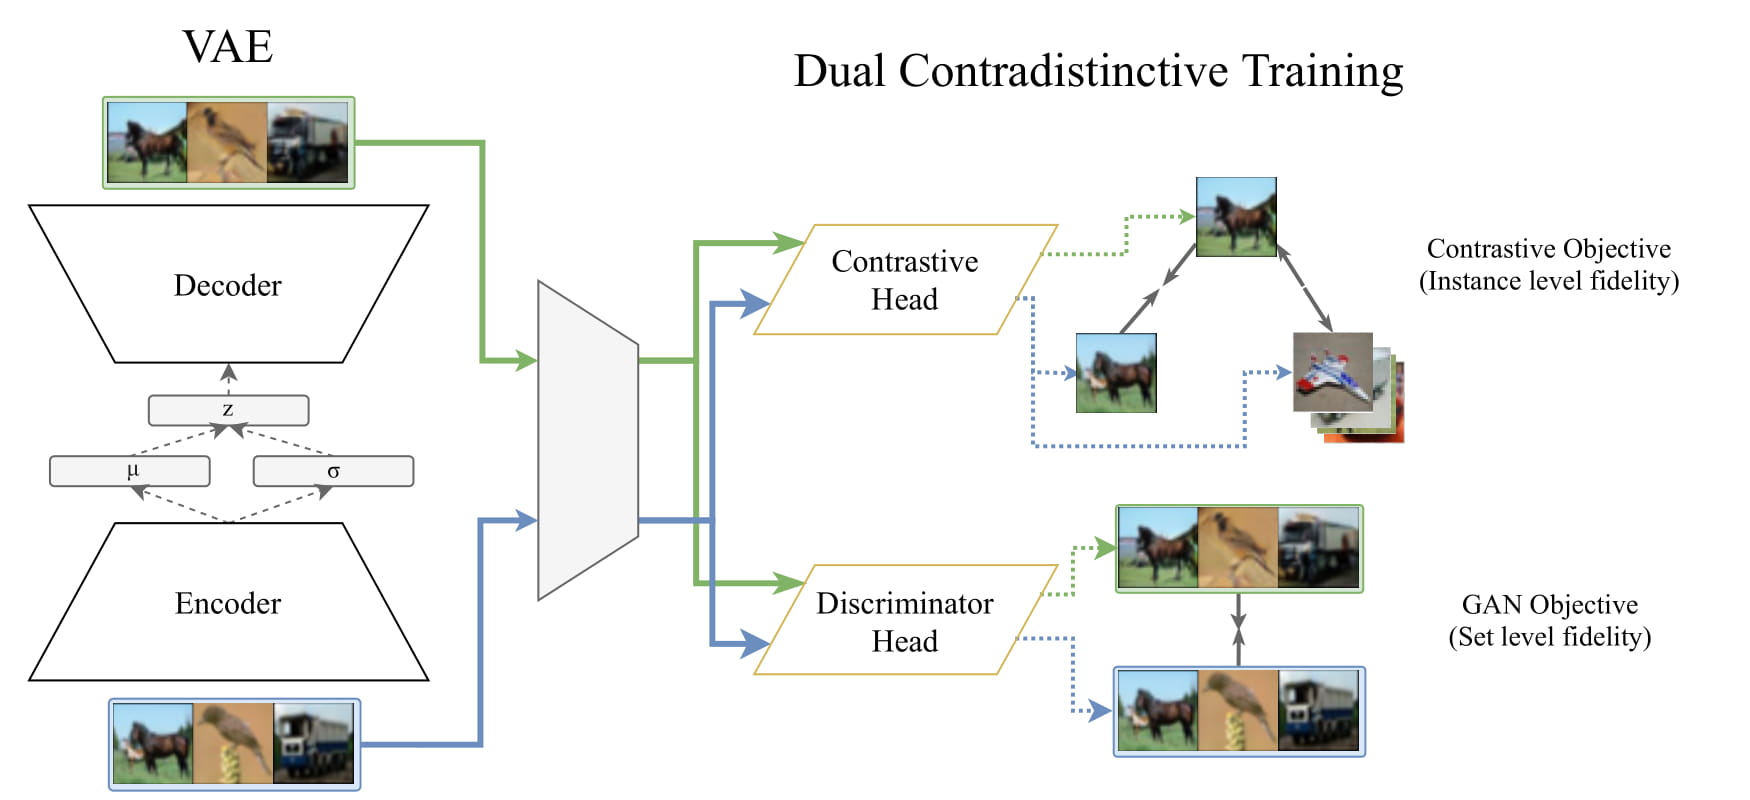 VAE
Dual Contradistinctive Training
Decoder
z
μ
σ
Encoder
Contrastive
Head
Discriminator
Head
Contrastive Objective
(Instance level fidelity)
GAN Objective
(Set level fidelity)